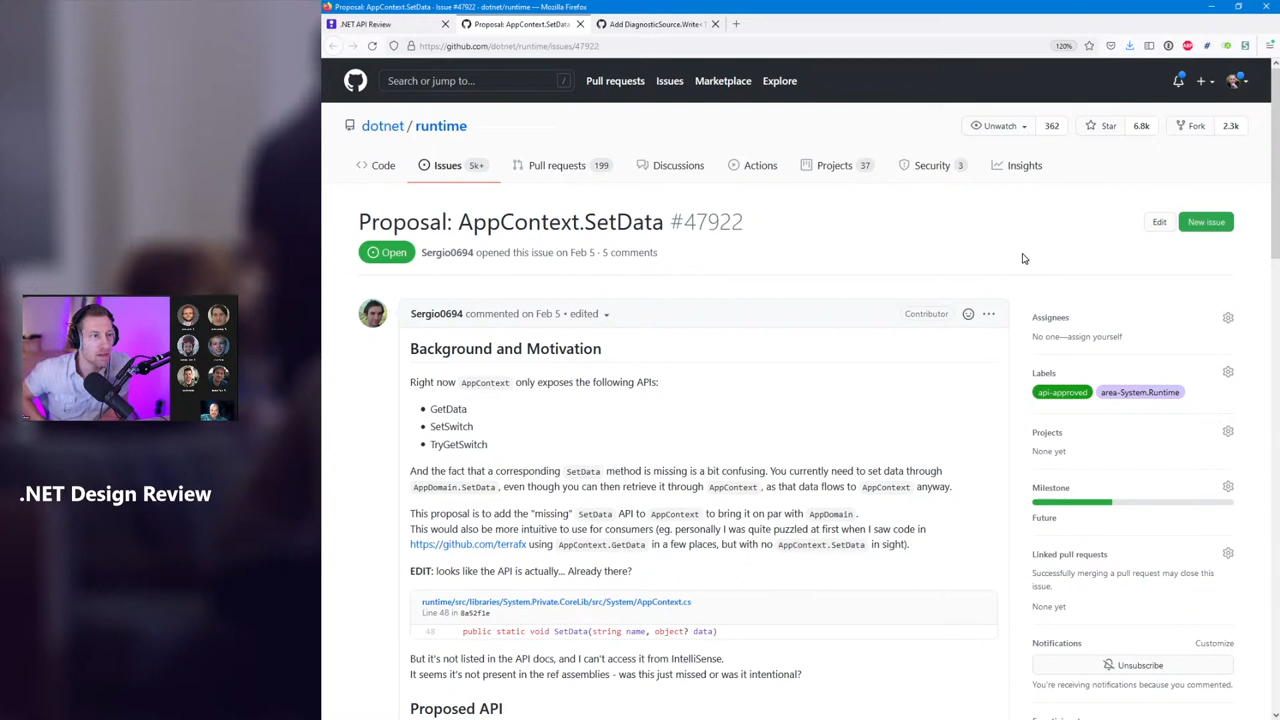 Proposal: AppContext.SetData · Issue #47922 · dotnet/runtime — Mozilla Firefox
.NET API Review
Proposal: AppContext.SetData
Add DiagnosticSource.Write<
https://github.com/dotnet/runtime/issues/47922
120%
Search or jump to...
/
Pull requests
Issues
Marketplace
Explore
dotnet / runtime
Unwatch
362
Star
6.8k
Fork
2.3k
Code
Issues 5k+
Pull requests 199
Discussions
Actions
Projects 37
Security 3
Insights
Proposal: AppContext.SetData #47922
Edit
New issue
Open
Sergio0694 opened this issue on Feb 5 · 5 comments
Sergio0694 commented on Feb 5 • edited
Contributor
Background and Motivation
Right now AppContext only exposes the following APIs:
• GetData
• SetSwitch
• TryGetSwitch
And the fact that a corresponding SetData method is missing is a bit confusing. You currently need to set data through
AppDomain.SetData, even though you can then retrieve it through AppContext, as that data flows to AppContext anyway.
This proposal is to add the "missing" SetData API to AppContext to bring it on par with AppDomain.
This would also be more intuitive to use for consumers (eg. personally I was quite puzzled at first when I saw code in
https://github.com/terrafx using AppContext.GetData in a few places, but with no AppContext.SetData in sight).
EDIT: looks like the API is actually... Already there?
runtime/src/libraries/System.Private.CoreLib/src/System/AppContext.cs
Line 48 in 8a52f1e
48 public static void SetData(string name, object? data)
But it's not listed in the API docs, and I can't access it from IntelliSense.
It seems it's not present in the ref assemblies - was this just missed or was it intentional?
Proposed API
Assignees
No one—assign yourself
Labels
api-approved
area-System.Runtime
Projects
None yet
Milestone
Future
Linked pull requests
Successfully merging a pull request may close this
issue.
None yet
Notifications
Customize
Unsubscribe
You're receiving notifications because you commented.
.NET Design Review